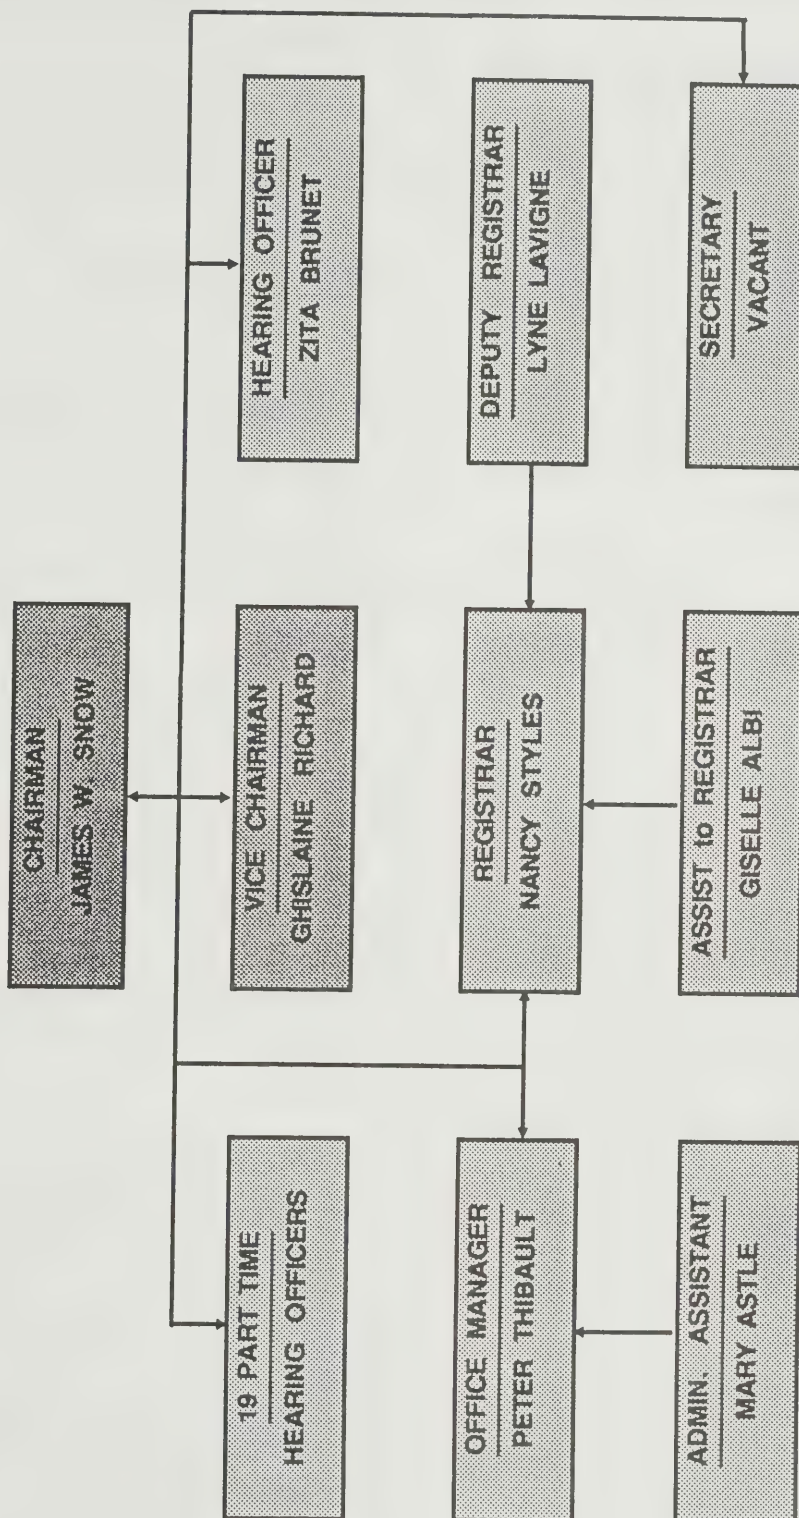 CHAIRMAN
JAMES W. SNOW
19 PART TIME
HEARING OFFICERS
VICE CHAIRMAN
GHISLAINE RICHARD
HEARING OFFICER
ZITA BRUNET
OFFICE MANAGER
PETER THIBAULT
REGISTRAR
NANCY STYLES
DEPUTY REGISTRAR
LYNE LAVIGNE
ADMIN. ASSISTANT
MARY ASTLE
ASSIST to REGISTRAR
GISELLE ALBI
SECRETARY
VACANT